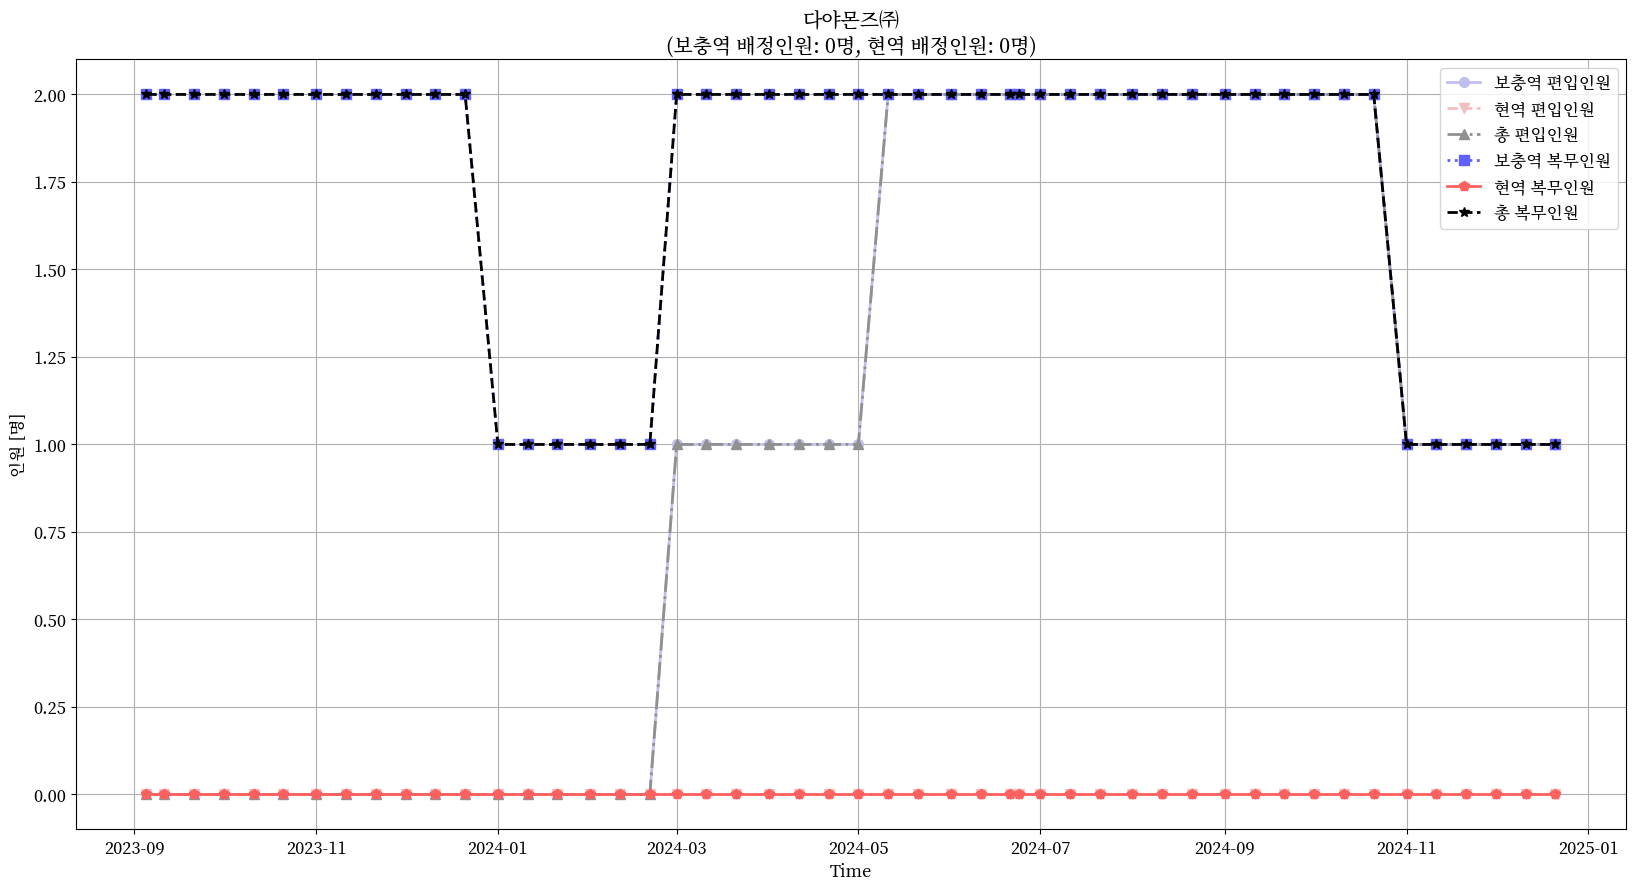 다야몬즈㈜
(보충역 배정인원: 0명, 현역 배정인원: 0명)
보충역 편입인원
현역 편입인원
총 편입인원
보충역 복무인원
현역 복무인원
총 복무인원
인원 [명]
2.00
1.75
1.50
1.25
1.00
0.75
0.50
0.25
0.00
2023-09
2023-11
2024-01
2024-03
2024-05
2024-07
2024-09
2024-11
2025-01
Time